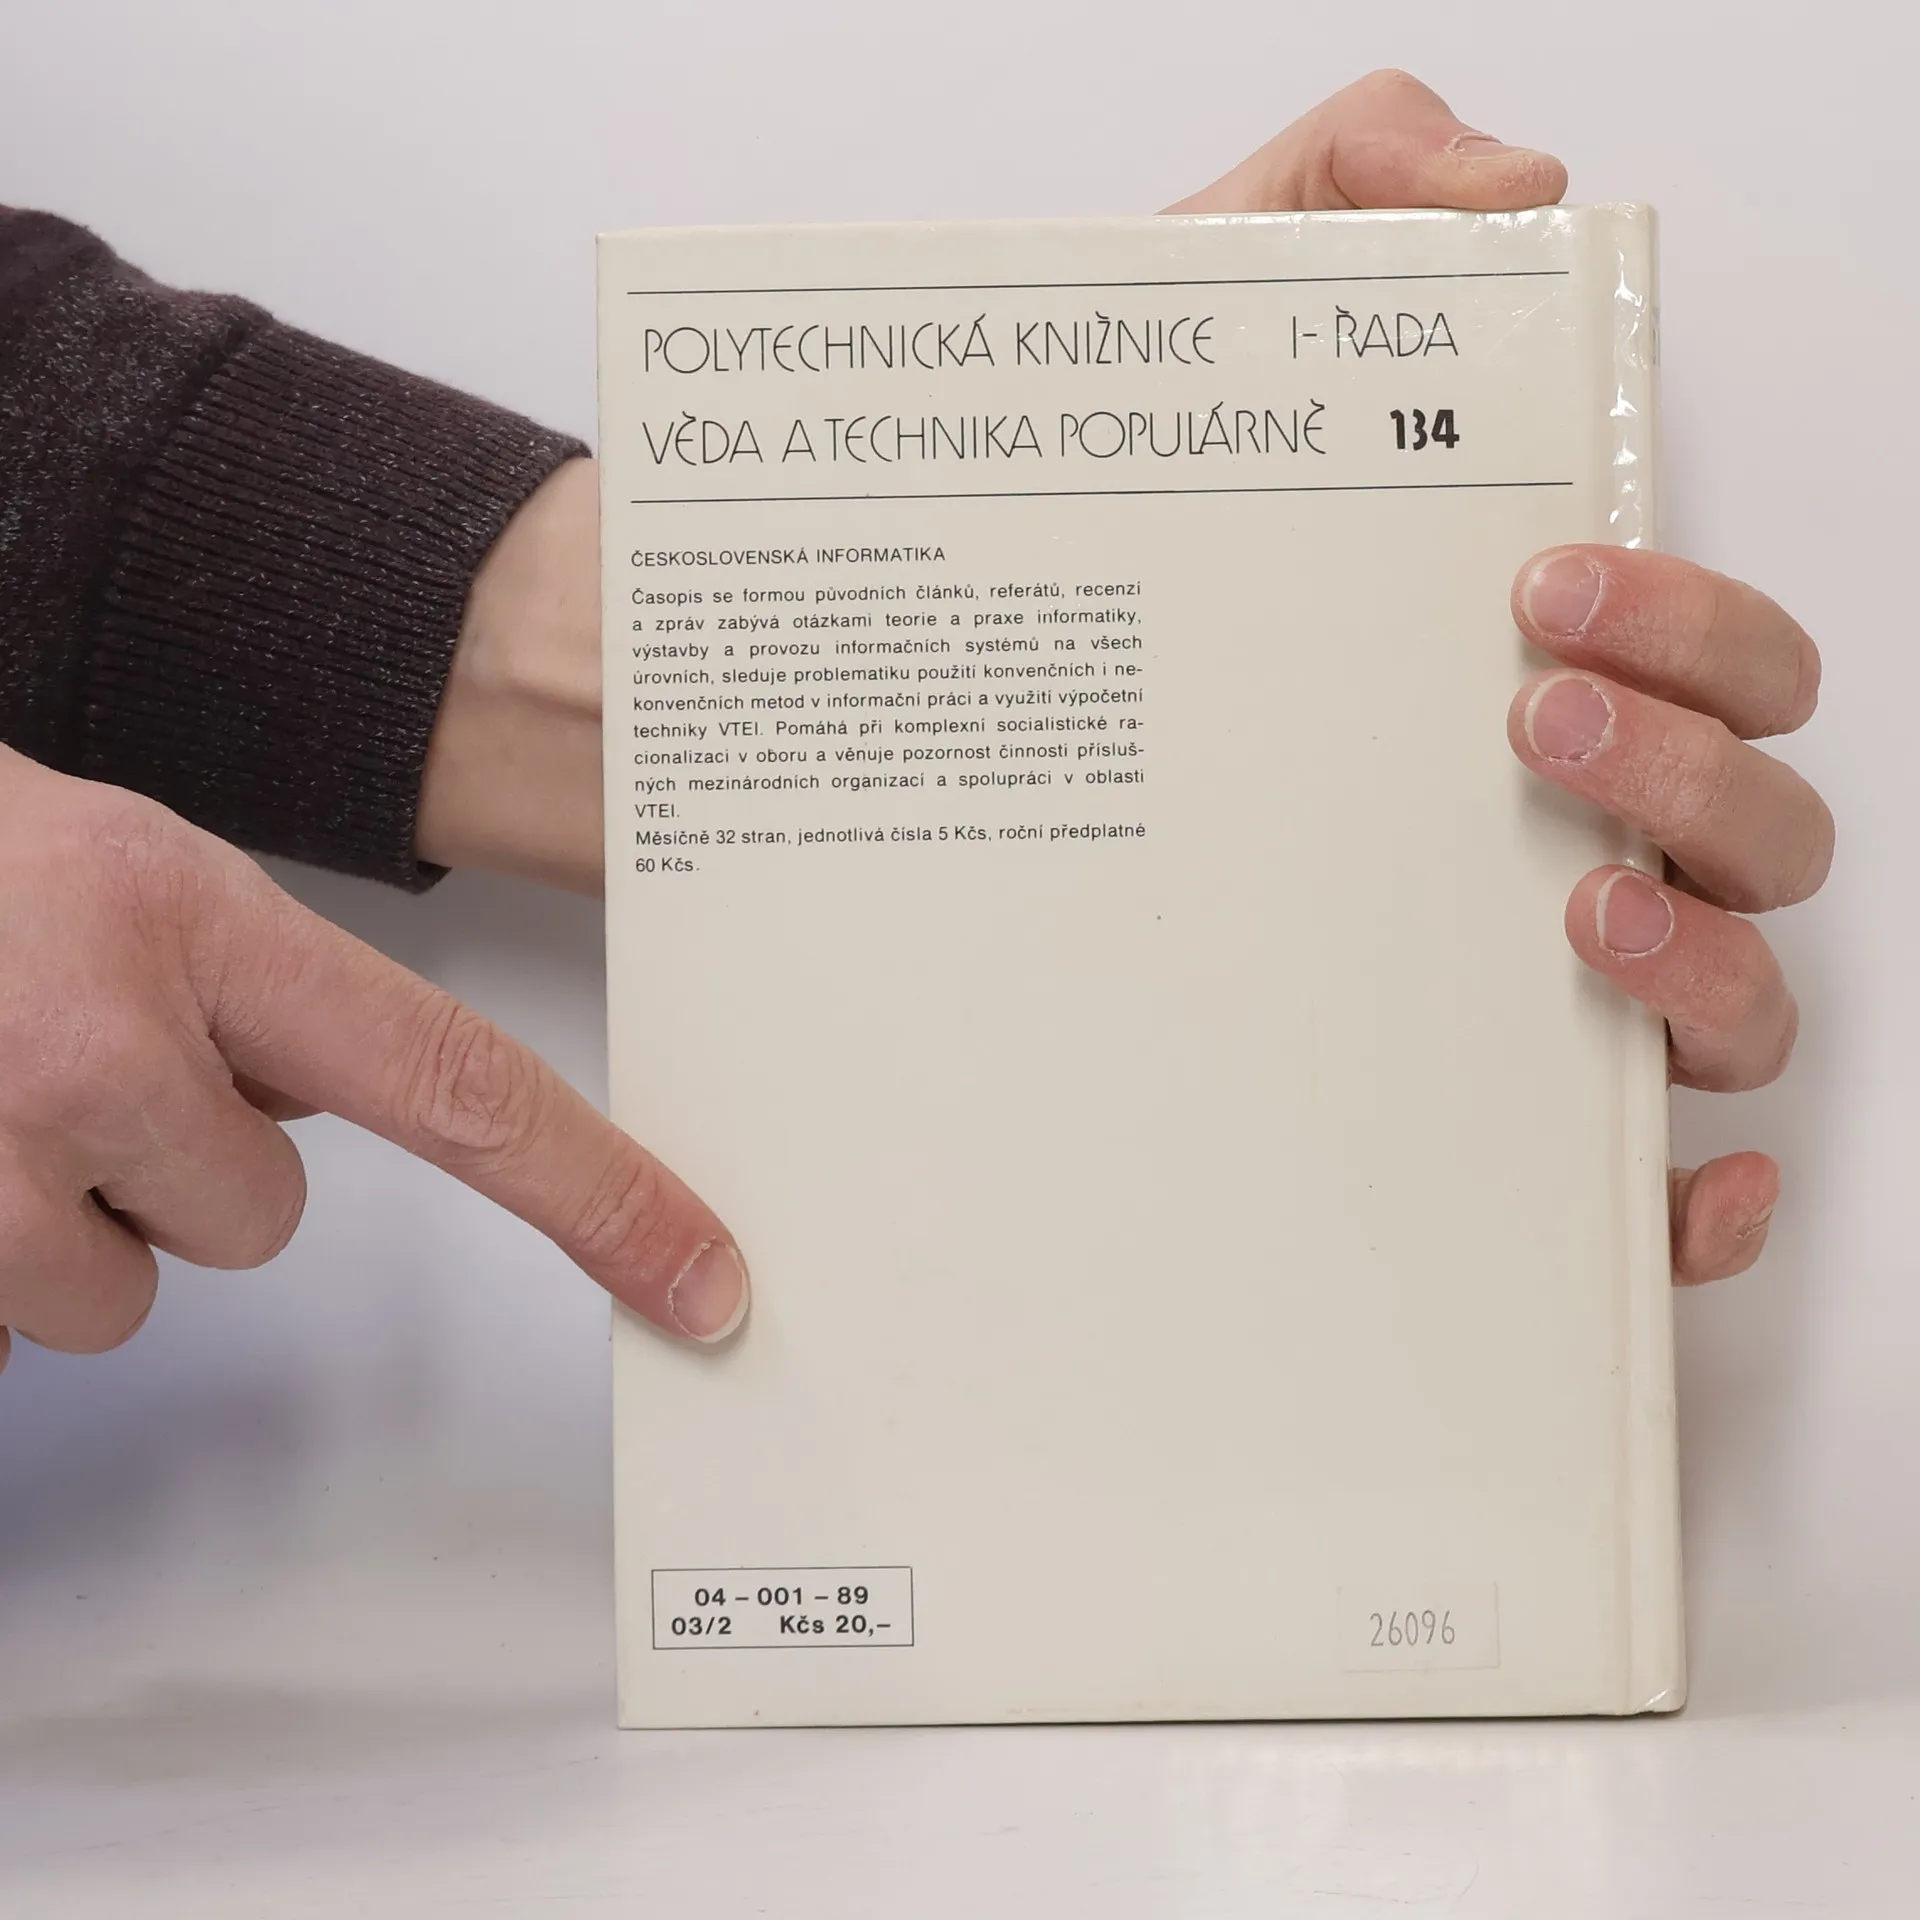 POLYTECHNICKÁ KNIŽNICE I- ŘADA
VĚDA A TECHNIKA POPULÁRNĚ 134
ČESKOSLOVENSKÁ INFORMATIKA
Časopis se formou původních článků, referátů, recenzí
a zpráv zabývá otázkami teorie a praxe informatiky,
výstavby a provozu informačních systémů na všech
úrovních, sleduje problematiku použití konvenčních i ne-
konvenčních metod v informační práci a využití výpočetní
techniky VTEI. Pomáhá při komplexní socialistické ra-
cionalizaci v oboru a věnuje pozornost činnosti přísluš-
ných mezinárodních organizací a spolupráci v oblasti
VTEI.
Měsíčně 32 stran, jednotlivá čísla 5 Kčs, roční předplatné
60 Kčs.
04 – 001 – 89
03/2 Kčs 20,–
26096